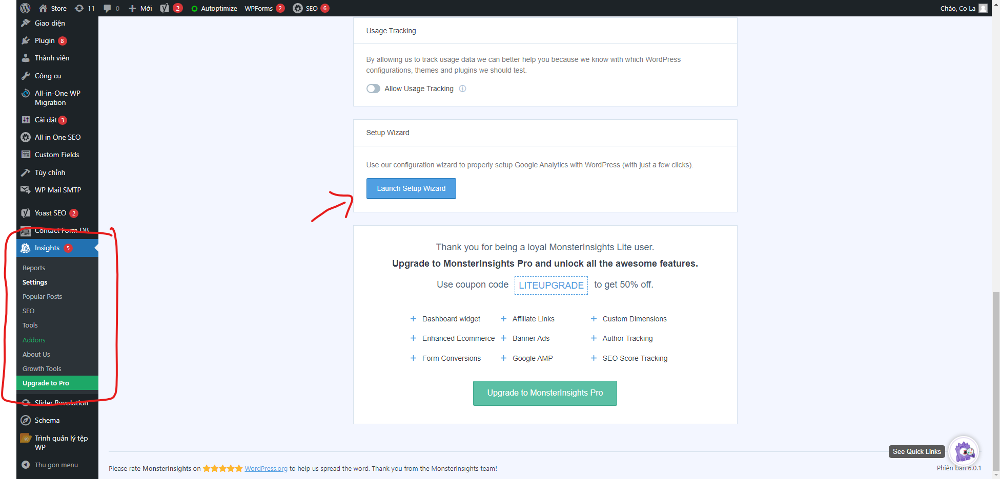 Store 11 0 Mới 2 Autoptimize WPForms 2 SEO 6 Chào, Co La
Giao diện
Plugin 8
Thành viên
Công cụ
All-in-One WP
Migration
Cài đặt 3
All in One SEO
Custom Fields
Tùy chỉnh
WP Mail SMTP
Yoast SEO 2
Contact Form DB
Insights 5
Reports
Settings
Popular Posts
SEO
Tools
Addons
About Us
Growth Tools
Upgrade to Pro
Slider Revolution
Schema
Trình quản lý tệp
WP
Thu gọn menu
Usage Tracking
By allowing us to track usage data we can better help you because we know with which WordPress
configurations, themes and plugins we should test.
Allow Usage Tracking
Setup Wizard
Use our configuration wizard to properly setup Google Analytics with WordPress (with just a few clicks).
Launch Setup Wizard
Thank you for being a loyal MonsterInsights Lite user.
Upgrade to MonsterInsights Pro and unlock all the awesome features.
Use coupon code LITEUPGRADE to get 50% off.
+ Dashboard widget + Affiliate Links + Custom Dimensions
+ Enhanced Ecommerce + Banner Ads + Author Tracking
+ Form Conversions + Google AMP + SEO Score Tracking
Upgrade to MonsterInsights Pro
See Quick Links
Please rate MonsterInsights on ★★★★★ WordPress.org to help us spread the word. Thank you from the MonsterInsights team!
Phiên bản 6.0.1